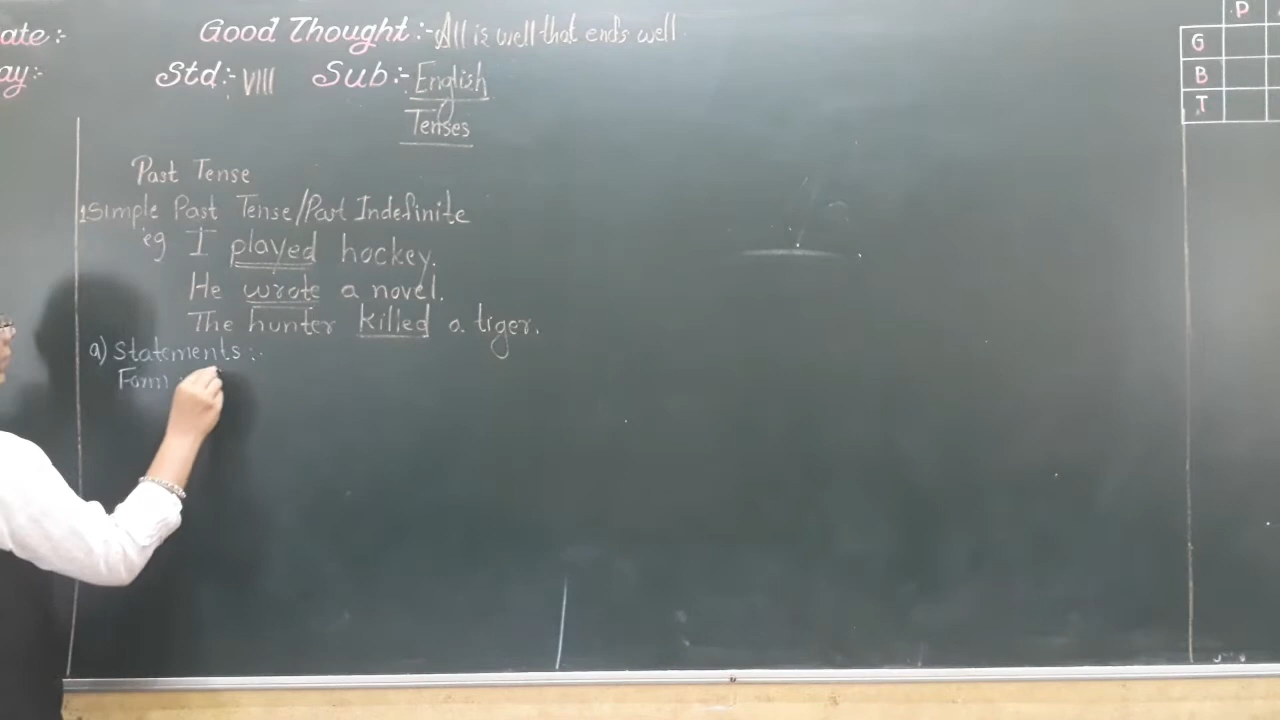 ate:-
Good Thought:- All is well that ends well
ay:-
Std:- VIII Sub:- English
Tenses
P
G
B
T
Past Tense
1 Simple Past Tense/Past Indefinite
eg I played hockey.
He wrote a novel.
The hunter killed a tiger.
a) Statements:-
Form